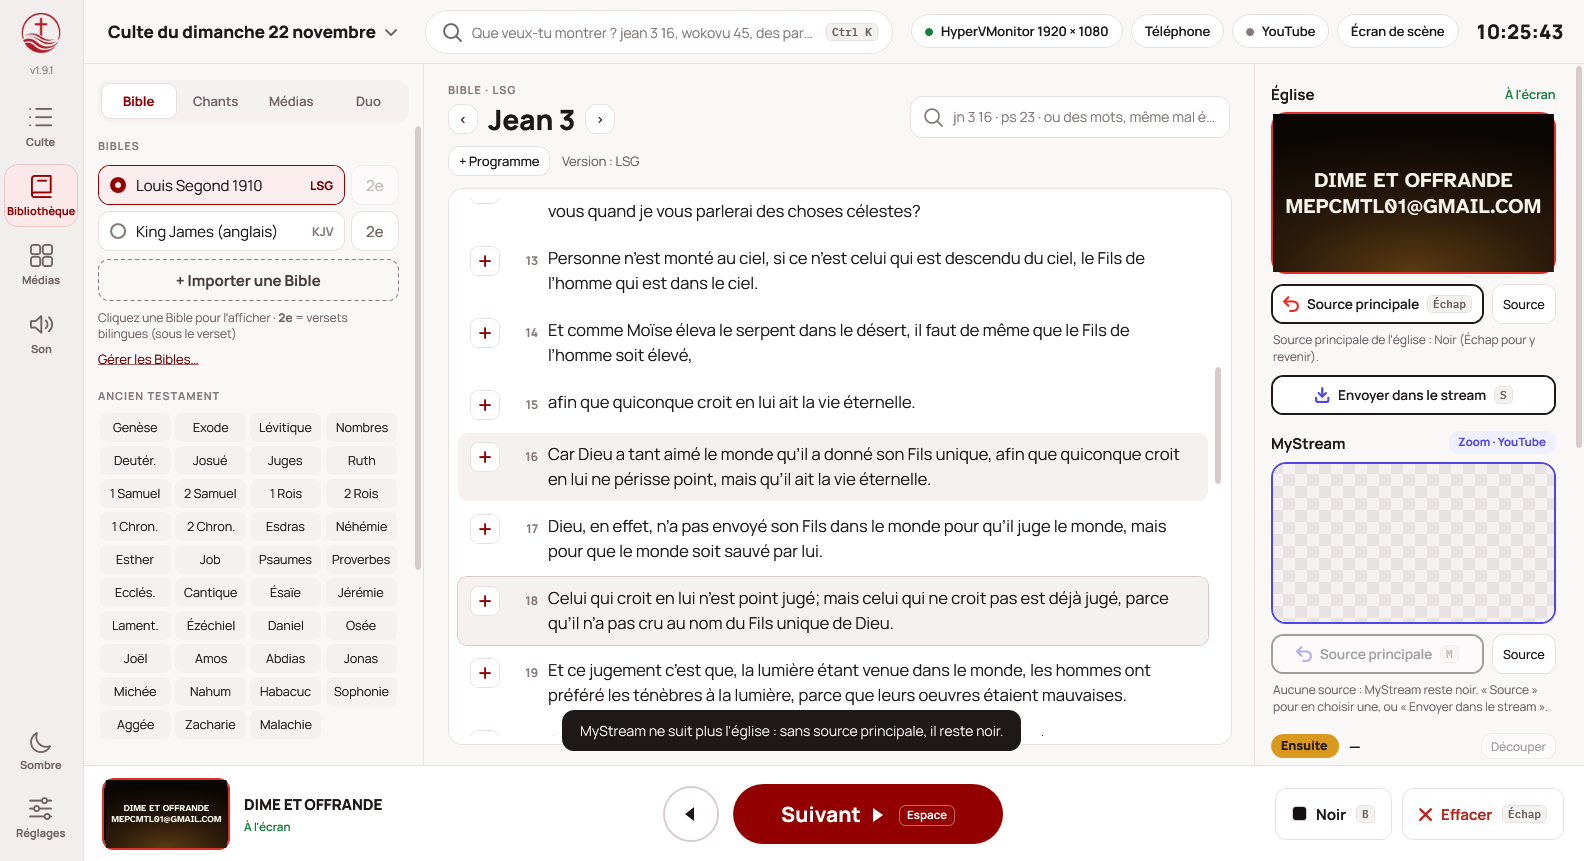 v1.9.1
Culte
Bibliothèque
Médias
Son
Sombre
Réglages
Culte du dimanche 22 novembre
Que veux-tu montrer ? jean 3 16, wokovu 45, des par... Ctrl K
HyperVMonitor 1920 × 1080
Téléphone
YouTube
Écran de scène
10:25:43
Bible Chants Médias Duo
BIBLES
Louis Segond 1910 LSG 2e
King James (anglais) KJV 2e
+ Importer une Bible
Cliquez une Bible pour l'afficher · 2e = versets
bilingues (sous le verset)
Gérer les Bibles...
ANCIEN TESTAMENT
Genèse Exode Lévitique Nombres
Deutér. Josué Juges Ruth
1 Samuel 2 Samuel 1 Rois 2 Rois
1 Chron. 2 Chron. Esdras Néhémie
Esther Job Psaumes Proverbes
Ecclés. Cantique Ésaïe Jérémie
Lament. Ézéchiel Daniel Osée
Joël Amos Abdias Jonas
Michée Nahum Habacuc Sophonie
Aggée Zacharie Malachie
BIBLE · LSG
‹ Jean 3 ›
jn 3 16 · ps 23 · ou des mots, même mal é...
+ Programme Version : LSG
vous quand je vous parlerai des choses célestes?
+ 13 Personne n'est monté au ciel, si ce n'est celui qui est descendu du ciel, le Fils de
l'homme qui est dans le ciel.
+ 14 Et comme Moïse éleva le serpent dans le désert, il faut de même que le Fils de
l'homme soit élevé,
+ 15 afin que quiconque croit en lui ait la vie éternelle.
+ 16 Car Dieu a tant aimé le monde qu'il a donné son Fils unique, afin que quiconque croit
en lui ne périsse point, mais qu'il ait la vie éternelle.
+ 17 Dieu, en effet, n'a pas envoyé son Fils dans le monde pour qu'il juge le monde, mais
pour que le monde soit sauvé par lui.
+ 18 Celui qui croit en lui n'est point jugé; mais celui qui ne croit pas est déjà jugé, parce
qu'il n'a pas cru au nom du Fils unique de Dieu.
+ 19 Et ce jugement c'est que, la lumière étant venue dans le monde, les hommes ont
préféré les ténèbres à la lumière, parce que leurs oeuvres étaient mauvaises.
MyStream ne suit plus l'église : sans source principale, il reste noir.
Église À l'écran
DIME ET OFFRANDE
MEPCMTL01@GMAIL.COM
Source principale Échap Source
Source principale de l'église : Noir (Échap pour y
revenir).
Envoyer dans le stream S
MyStream Zoom · YouTube
Source principale M Source
Aucune source : MyStream reste noir. « Source »
pour en choisir une, ou « Envoyer dans le stream ».
Ensuite — Découper
DIME ET OFFRANDE
MEPCMTL01@GMAIL.COM
DIME ET OFFRANDE
À l'écran
Suivant Espace
Noir B
Effacer Échap